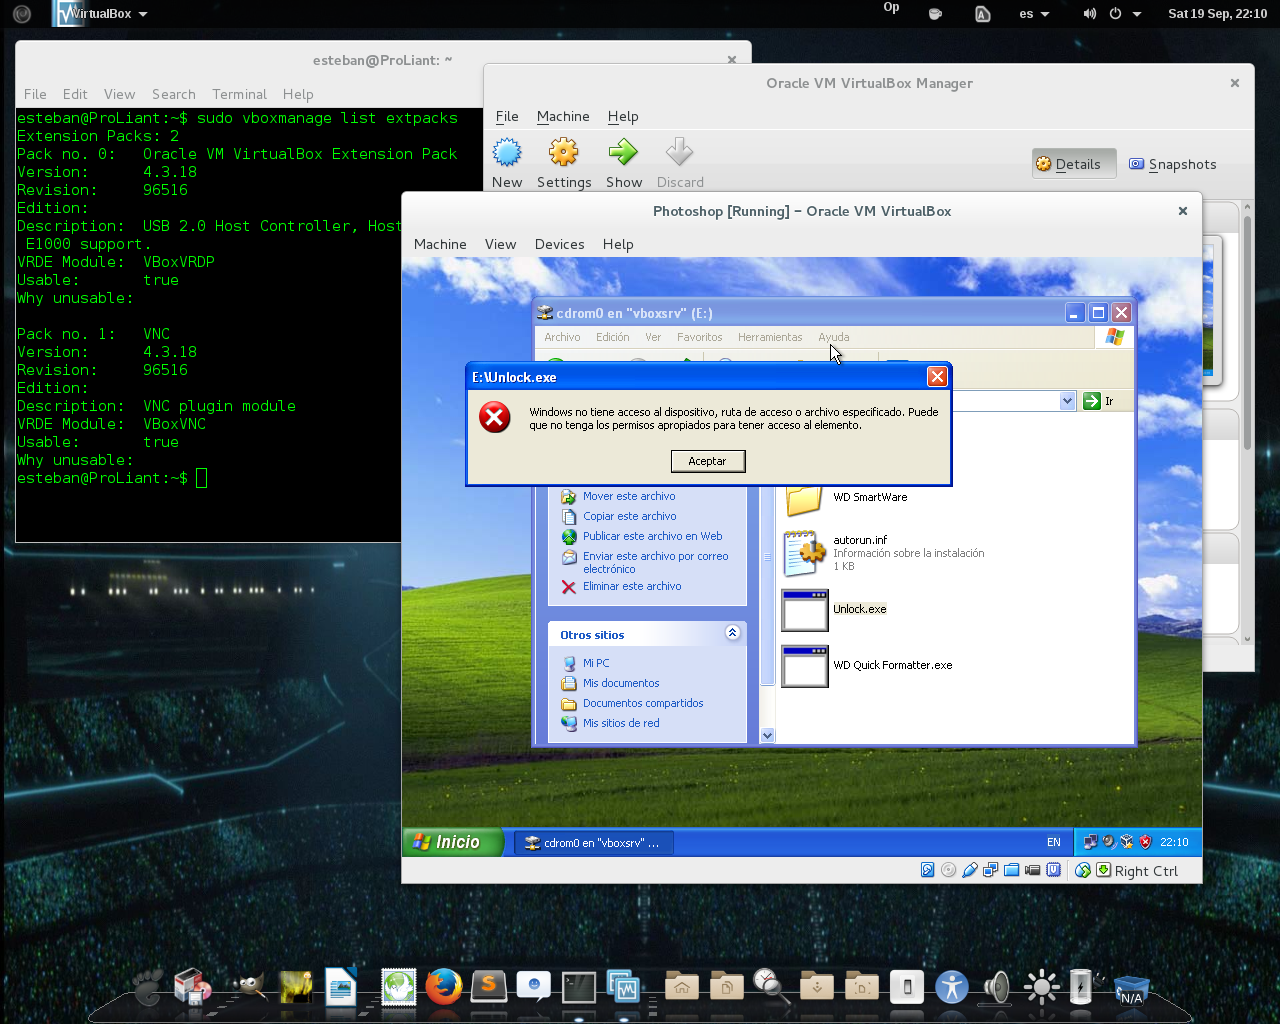 VirtualBox
Op
es
Sat 19 Sep, 22:10
esteban@ProLiant: ~
File Edit View Search Terminal Help
esteban@ProLiant:~$ sudo vboxmanage list extpacks
Extension Packs: 2
Pack no. 0: Oracle VM VirtualBox Extension Pack
Version: 4.3.18
Revision: 96516
Edition:
Description: USB 2.0 Host Controller, Host
E1000 support.
VRDE Module: VBoxVRDP
Usable: true
Why unusable:
Pack no. 1: VNC
Version: 4.3.18
Revision: 96516
Edition:
Description: VNC plugin module
VRDE Module: VBoxVNC
Usable: true
Why unusable:
esteban@ProLiant:~$
Oracle VM VirtualBox Manager
File Machine Help
New Settings Show Discard
Details Snapshots
Photoshop [Running] - Oracle VM VirtualBox
Machine View Devices Help
cdrom0 en "vboxsrv" (E:)
Archivo Edición Ver Favoritos Herramientas Ayuda
Ir
E:\Unlock.exe
Windows no tiene acceso al dispositivo, ruta de acceso o archivo especificado. Puede
que no tenga los permisos apropiados para tener acceso al elemento.
Aceptar
Mover este archivo
Copiar este archivo
Publicar este archivo en Web
Enviar este archivo por correo
electrónico
Eliminar este archivo
Otros sitios
Mi PC
Mis documentos
Documentos compartidos
Mis sitios de red
WD SmartWare
autorun.inf
Información sobre la instalación
1 KB
Unlock.exe
WD Quick Formatter.exe
Inicio
cdrom0 en "vboxsrv" ...
EN
22:10
Right Ctrl
N/A